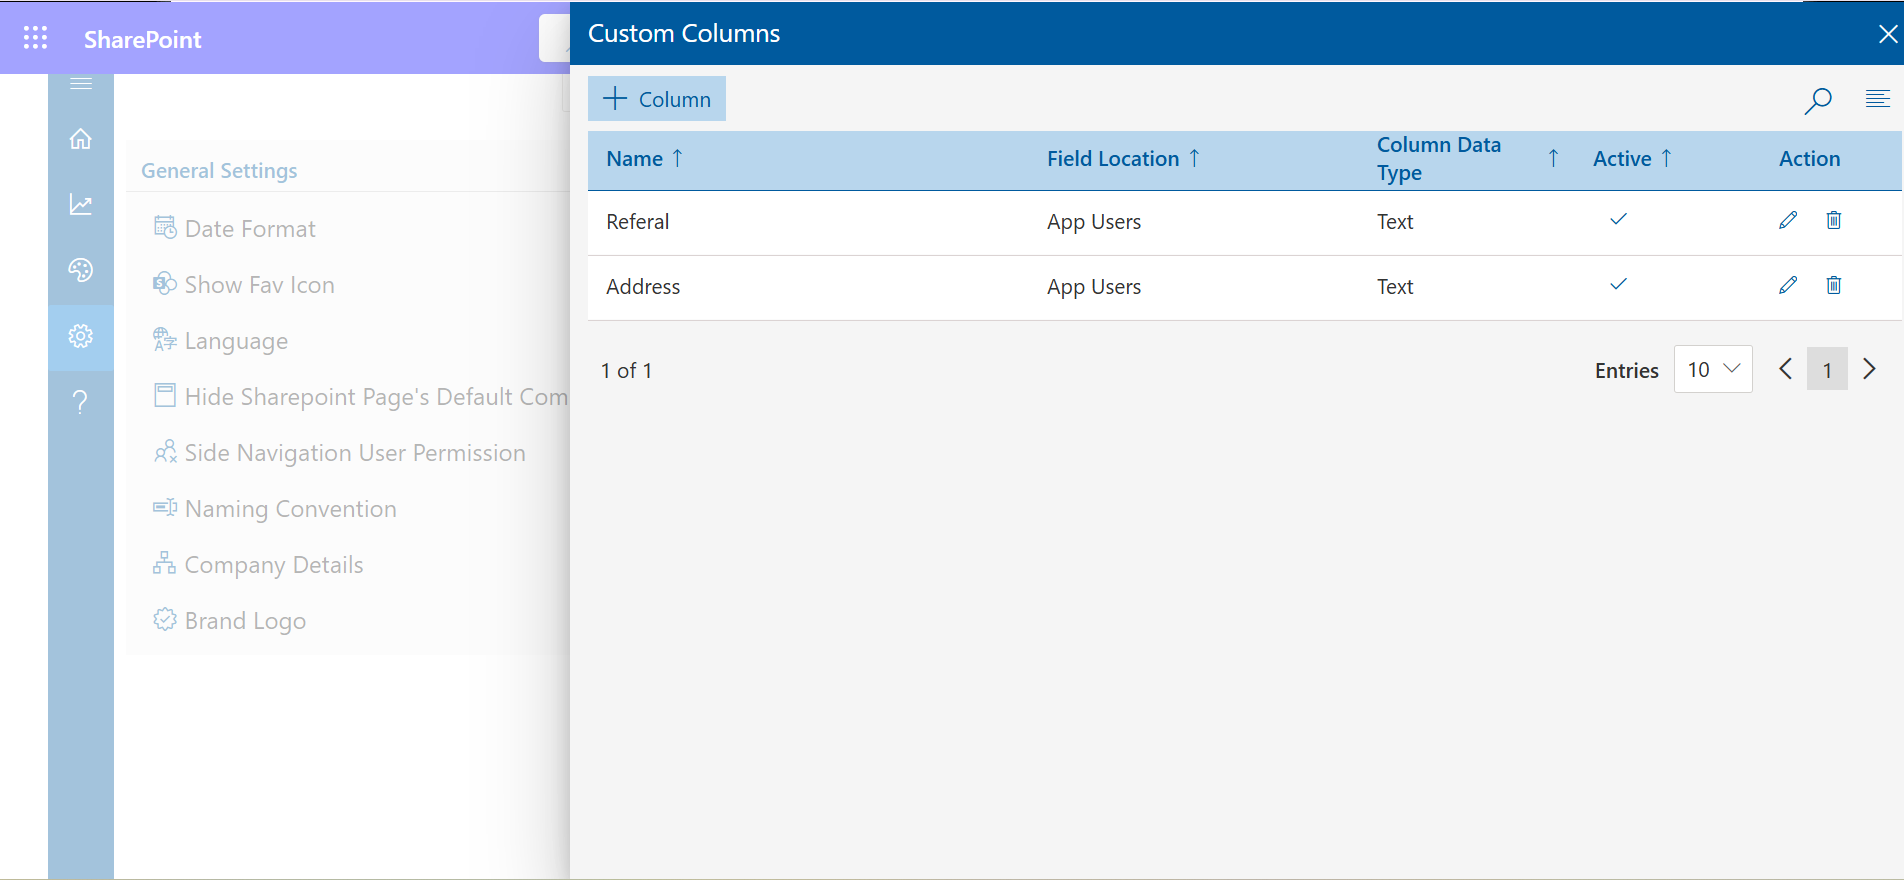 SharePoint
Custom Columns
Column
General Settings
Date Format
Show Fav Icon
Language
Hide Sharepoint Page's Default Com
Side Navigation User Permission
Naming Convention
Company Details
Brand Logo
Name ↑ Field Location ↑ Column Data Type ↑ Active ↑ Action
Referal App Users Text
Address App Users Text
1 of 1 Entries 10 1